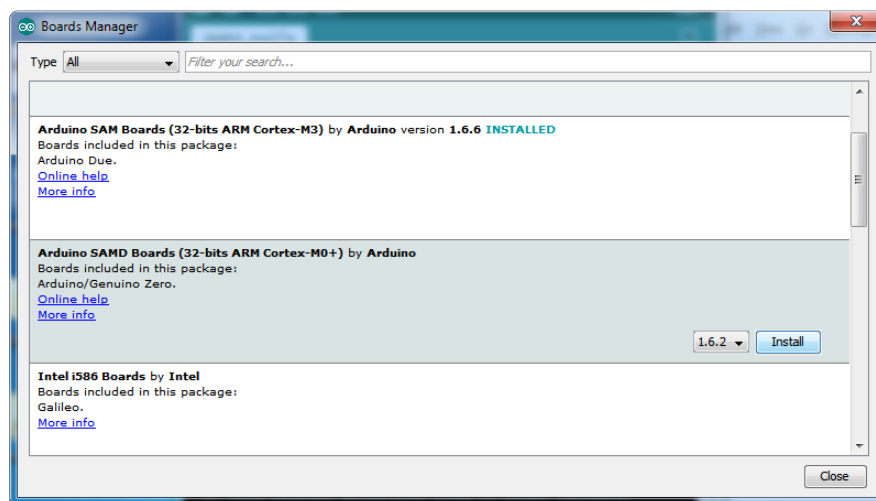 Boards Manager
Type All Filter your search...
Arduino SAM Boards (32-bits ARM Cortex-M3) by Arduino version 1.6.6 INSTALLED
Boards included in this package:
Arduino Due.
Online help
More info
Arduino SAMD Boards (32-bits ARM Cortex-M0+) by Arduino
Boards included in this package:
Arduino/Genuino Zero.
Online help
More info
1.6.2 Install
Intel i586 Boards by Intel
Boards included in this package:
Galileo.
More info
Close